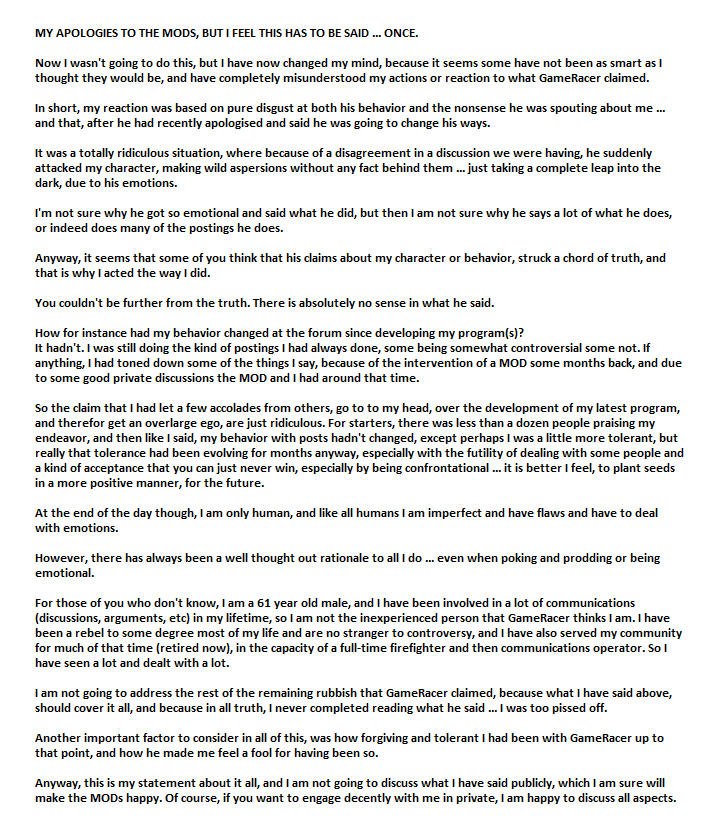 MY APOLOGIES TO THE MODS, BUT I FEEL THIS HAS TO BE SAID ... ONCE.
Now I wasn't going to do this, but I have now changed my mind, because it seems some have not been as smart as I
thought they would be, and have completely misunderstood my actions or reaction to what GameRacer claimed.
In short, my reaction was based on pure disgust at both his behavior and the nonsense he was spouting about me ...
and that, after he had recently apologised and said he was going to change his ways.
It was a totally ridiculous situation, where because of a disagreement in a discussion we were having, he suddenly
attacked my character, making wild aspersions without any fact behind them ... just taking a complete leap into the
dark, due to his emotions.
I'm not sure why he got so emotional and said what he did, but then I am not sure why he says a lot of what he does,
or indeed does many of the postings he does.
Anyway, it seems that some of you think that his claims about my character or behavior, struck a chord of truth, and
that is why I acted the way I did.
You couldn't be further from the truth. There is absolutely no sense in what he said.
How for instance had my behavior changed at the forum since developing my program(s)?
It hadn't. I was still doing the kind of postings I had always done, some being somewhat controversial some not. If
anything, I had toned down some of the things I say, because of the intervention of a MOD some months back, and due
to some good private discussions the MOD and I had around that time.
So the claim that I had let a few accolades from others, go to to my head, over the development of my latest program,
and therefor get an overlarge ego, are just ridiculous. For starters, there was less than a dozen people praising my
endeavor, and then like I said, my behavior with posts hadn't changed, except perhaps I was a little more tolerant, but
really that tolerance had been evolving for months anyway, especially with the futility of dealing with some people and
a kind of acceptance that you can just never win, especially by being confrontational ... it is better I feel, to plant seeds
in a more positive manner, for the future.
At the end of the day though, I am only human, and like all humans I am imperfect and have flaws and have to deal
with emotions.
However, there has always been a well thought out rationale to all I do ... even when poking and prodding or being
emotional.
For those of you who don't know, I am a 61 year old male, and I have been involved in a lot of communications
(discussions, arguments, etc) in my lifetime, so I am not the inexperienced person that GameRacer thinks I am. I have
been a rebel to some degree most of my life and are no stranger to controversy, and I have also served my community
for much of that time (retired now), in the capacity of a full-time firefighter and then communications operator. So I
have seen a lot and dealt with a lot.
I am not going to address the rest of the remaining rubbish that GameRacer claimed, because what I have said above,
should cover it all, and because in all truth, I never completed reading what he said ... I was too pissed off.
Another important factor to consider in all of this, was how forgiving and tolerant I had been with GameRacer up to
that point, and how he made me feel a fool for having been so.
Anyway, this is my statement about it all, and I am not going to discuss what I have said publicly, which I am sure will
make the MODs happy. Of course, if you want to engage decently with me in private, I am happy to discuss all aspects.